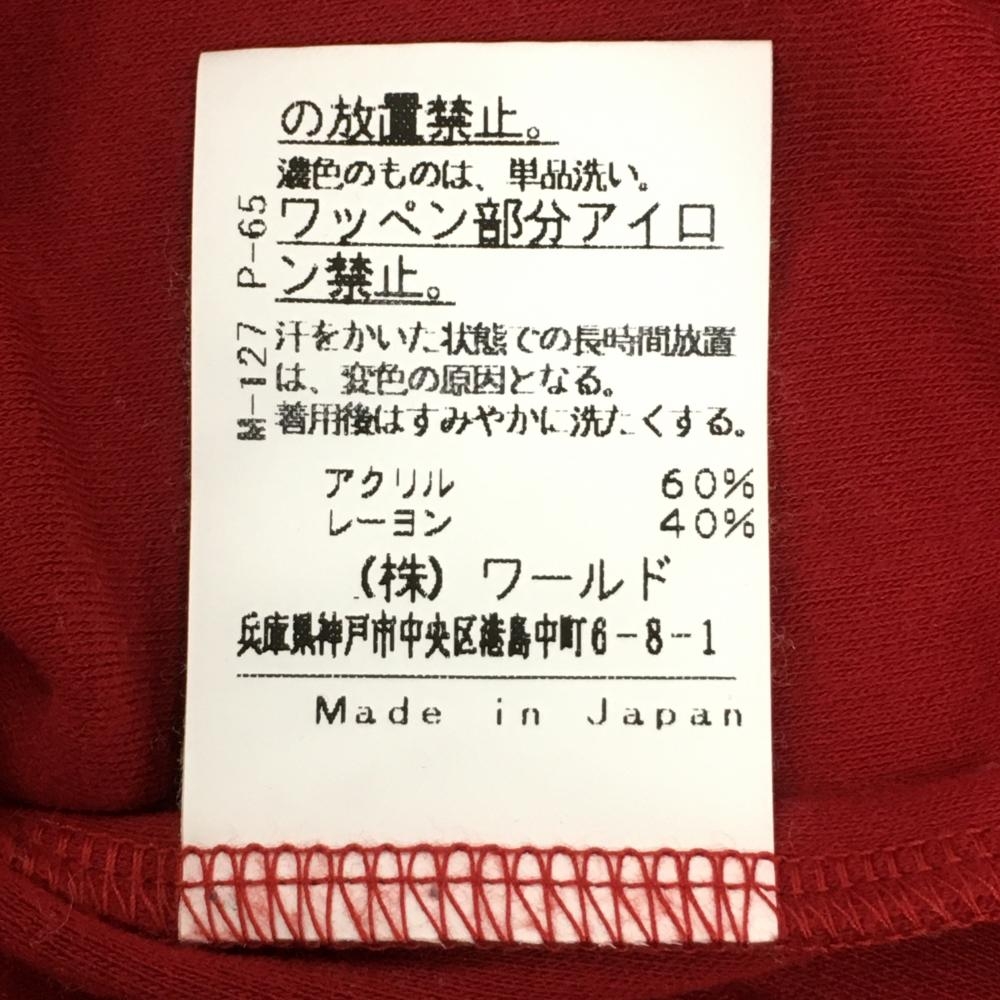 の放置禁止。
濃色のものは、単品洗い。
ワッペン部分アイロ
ン禁止。
汗をかいた状態での長時間放置
は、変色の原因となる。
着用後はすみやかに洗たくする。
M-127 P-65
アクリル 60%
レーヨン 40%
(株) ワールド
兵庫県神戸市中央区港島中町6-8-1
Made in Japan